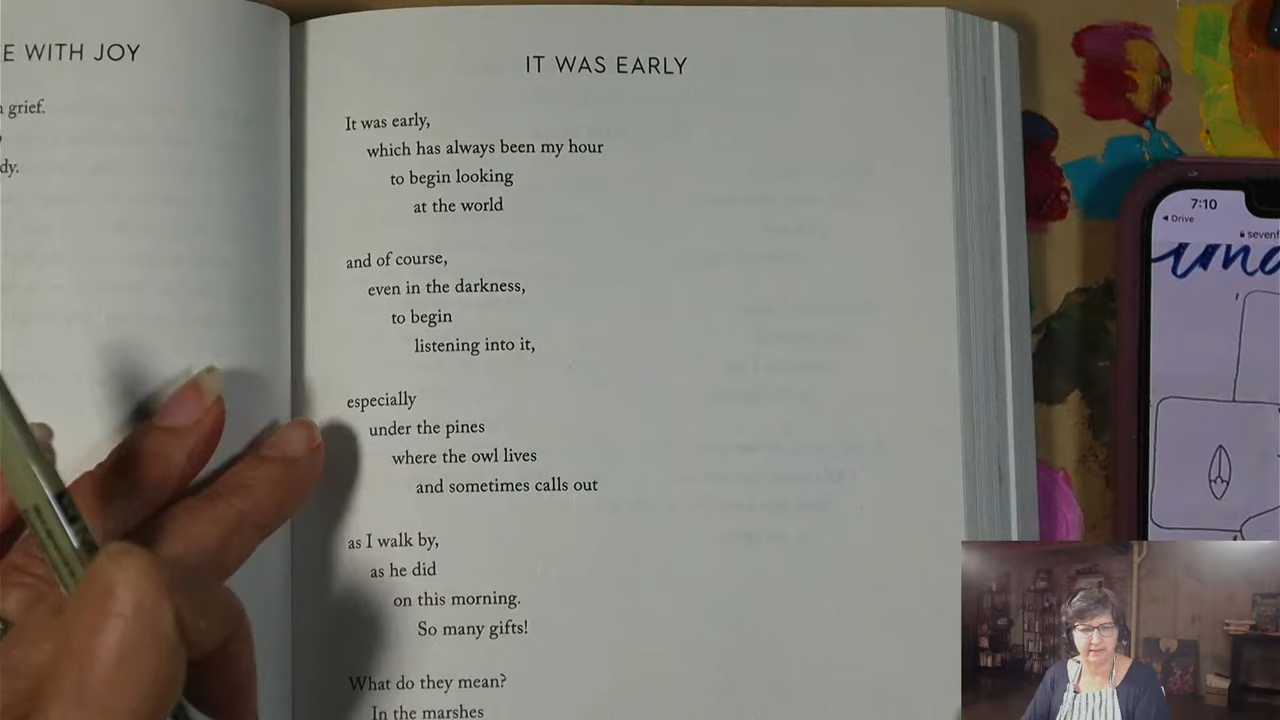 E WITH JOY
grief.
dy.
IT WAS EARLY
It was early,
which has always been my hour
to begin looking
at the world
and of course,
even in the darkness,
to begin
listening into it,
especially
under the pines
where the owl lives
and sometimes calls out
as I walk by,
as he did
on this morning.
So many gifts!
What do they mean?
In the marshes
7:10
Drive
sevenf